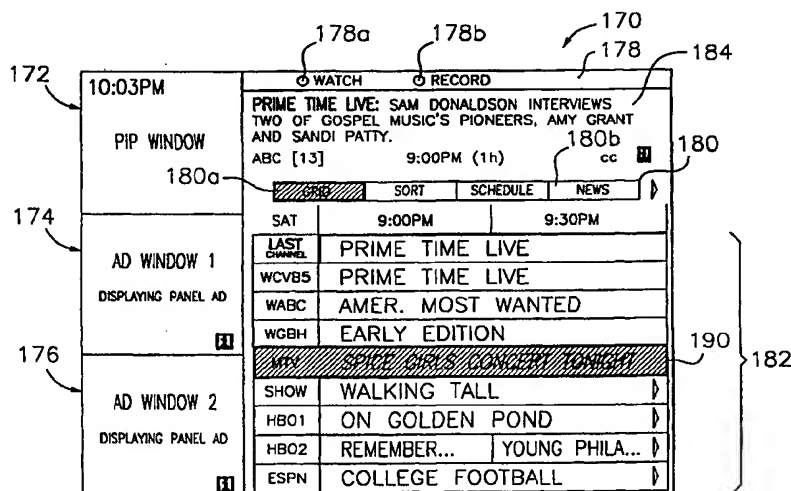 170
178a
178b
178
184
172
10:03PM
PIP WINDOW
WATCH RECORD
PRIME TIME LIVE: SAM DONALDSON INTERVIEWS
TWO OF GOSPEL MUSIC'S PIONEERS, AMY GRANT
AND SANDI PATTY.
ABC [13] 9:00PM (1h) cc i
180b
180
180a
GRID SORT SCHEDULE NEWS
174
AD WINDOW 1
DISPLAYING PANEL AD
i
SAT 9:00PM 9:30PM
LAST CHANNEL PRIME TIME LIVE
WCVB5 PRIME TIME LIVE
WABC AMER. MOST WANTED
WGBH EARLY EDITION
MTV SPICE GIRLS CONCERT TONIGHT
190
182
176
AD WINDOW 2
DISPLAYING PANEL AD
i
SHOW WALKING TALL
HBO1 ON GOLDEN POND
HBO2 REMEMBER... YOUNG PHILA...
ESPN COLLEGE FOOTBALL